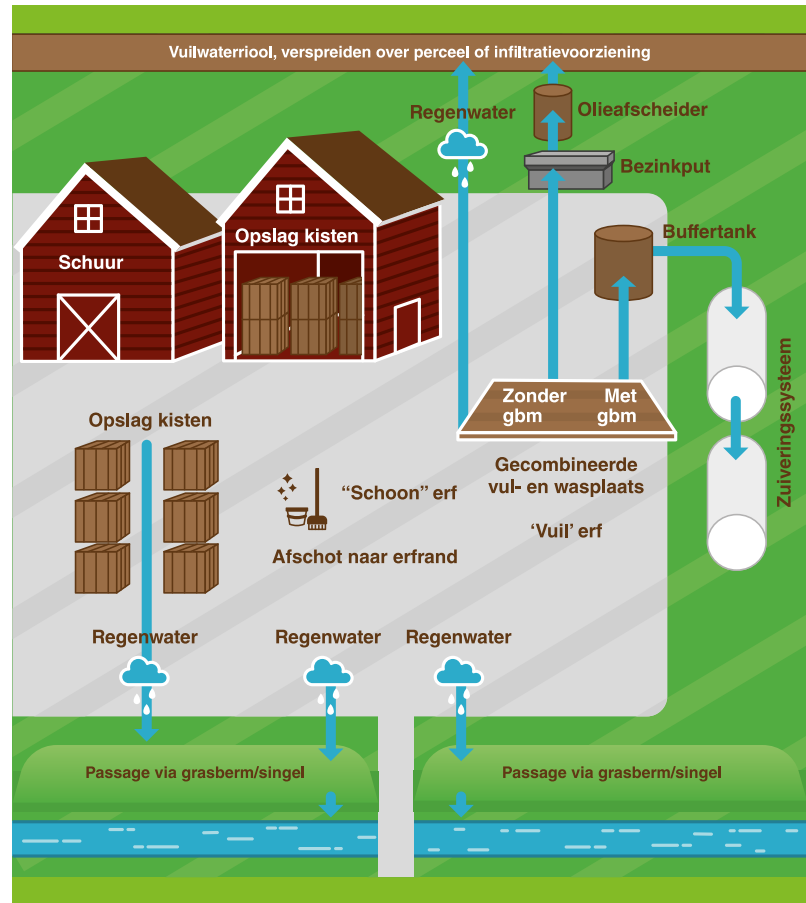 Vuilwaterriool, verspreiden over perceel of infiltratievoorziening
Regenwater
Olieafscheider
Bezinkput
Buffertank
Opslag kisten
Schuur
Zuiveringssysteem
Zonder
gbm
Met
gbm
Opslag kisten
Gecombineerde
vul- en wasplaats
“Schoon” erf
‘Vuil’ erf
Afschot naar erfrand
Regenwater
Regenwater
Regenwater
Passage via grasberm/singel
Passage via grasberm/singel